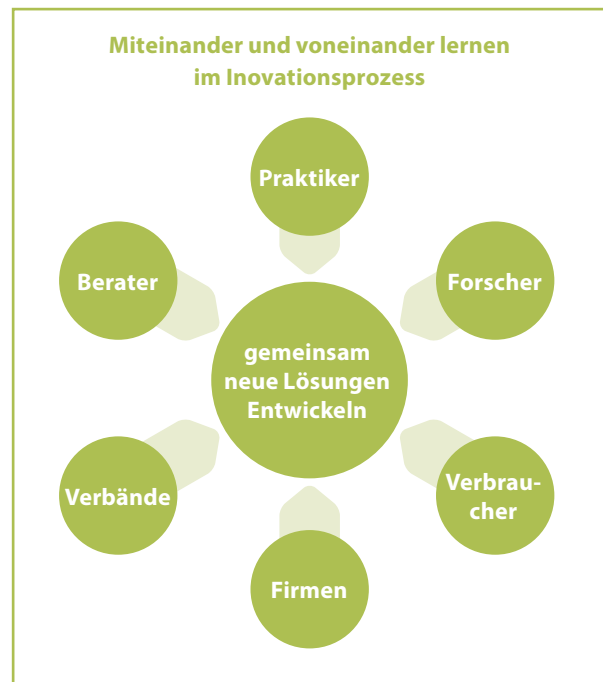 Miteinander und voneinander lernen
im Inovationsprozess
Praktiker
Berater
Forscher
gemeinsam
neue Lösungen
Entwickeln
Verbände
Verbrau-
cher
Firmen